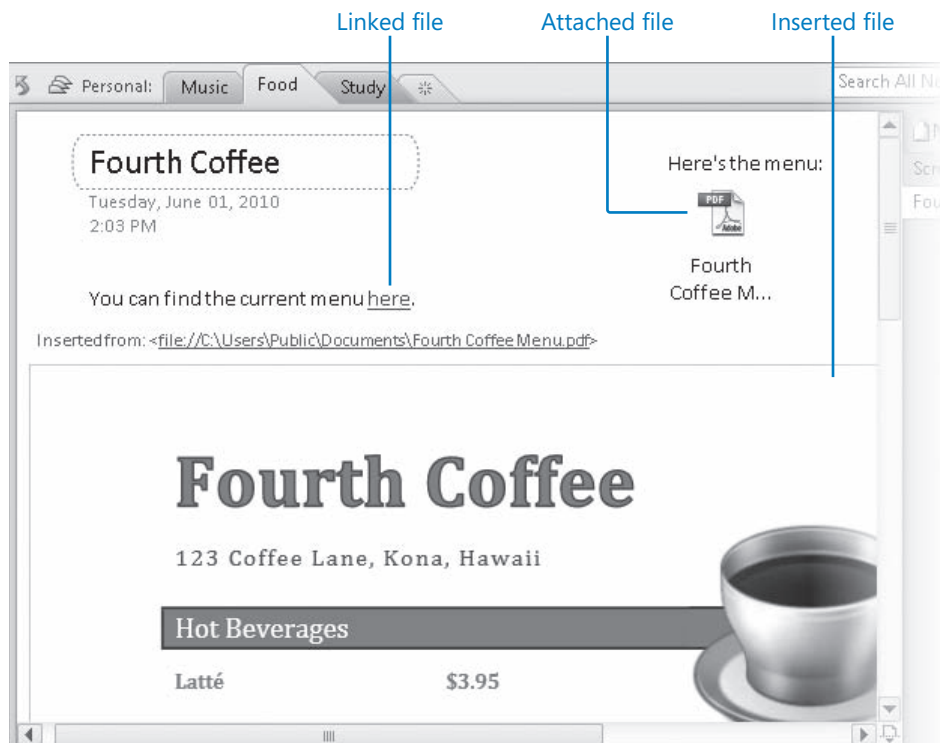 Linked file Attached file Inserted file
Personal: Music Food Study Search All
Fourth Coffee
Tuesday, June 01, 2010
2:03 PM
Here's the menu:
PDF
Adobe
Fourth
Coffee M...
You can find the current menu here.
Inserted from: <file://C:\Users\Public\Documents\Fourth Coffee Menu.pdf>
Fourth Coffee
123 Coffee Lane, Kona, Hawaii
Hot Beverages
Latté $3.95